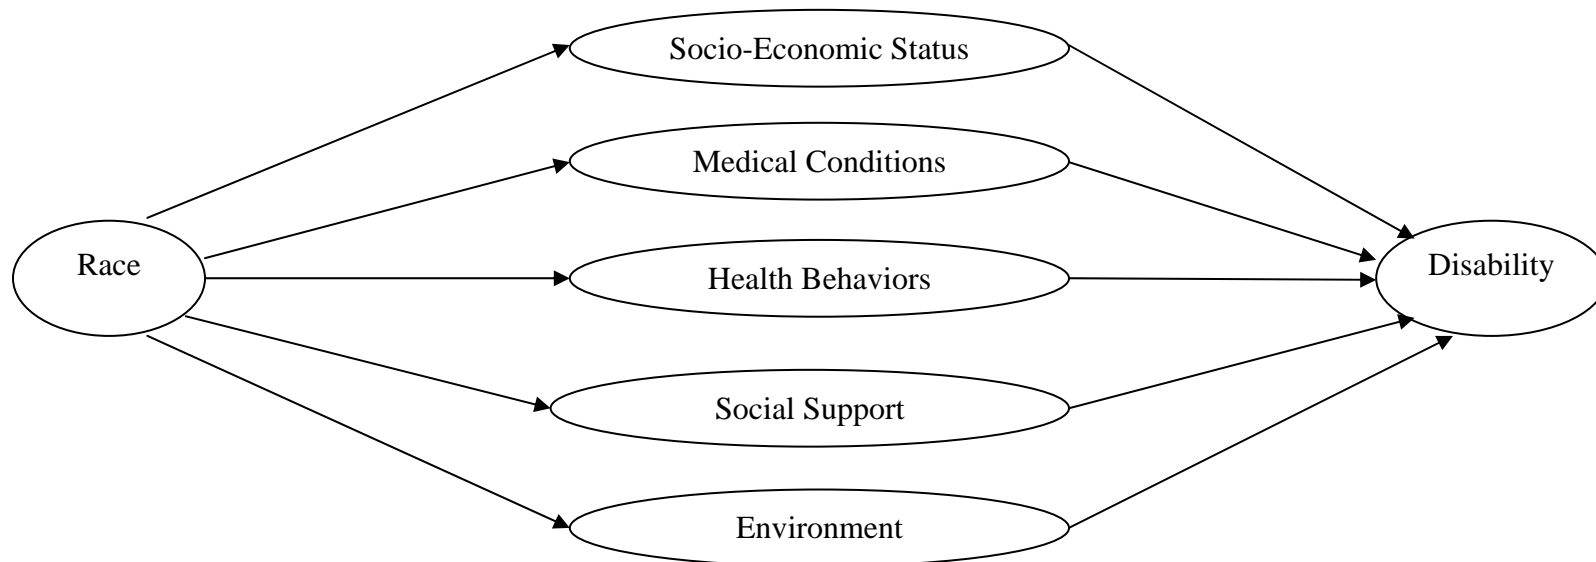 Socio-Economic Status
Medical Conditions
Race
Health Behaviors
Disability
Social Support
Environment